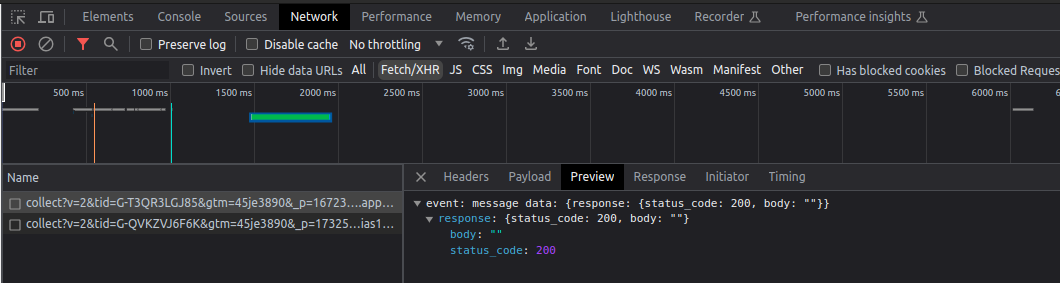 Elements Console Sources Network Performance Memory Application Lighthouse Recorder Performance insights
Preserve log Disable cache No throttling
Filter Invert Hide data URLs All Fetch/XHR JS CSS Img Media Font Doc WS Wasm Manifest Other Has blocked cookies Blocked Reques
500 ms 1000 ms 1500 ms 2000 ms 2500 ms 3000 ms 3500 ms 4000 ms 4500 ms 5000 ms 5500 ms 6000 ms 6
Name Headers Payload Preview Response Initiator Timing
collect?v=2&tid=G-T3QR3LGJ85&gtm=45je3890&_p=16723....app...
collect?v=2&tid=G-QVKZVJ6F6K&gtm=45je3890&_p=17325...ias1...
event: message data: {response: {status_code: 200, body: ""}}
response: {status_code: 200, body: ""}
body: ""
status_code: 200